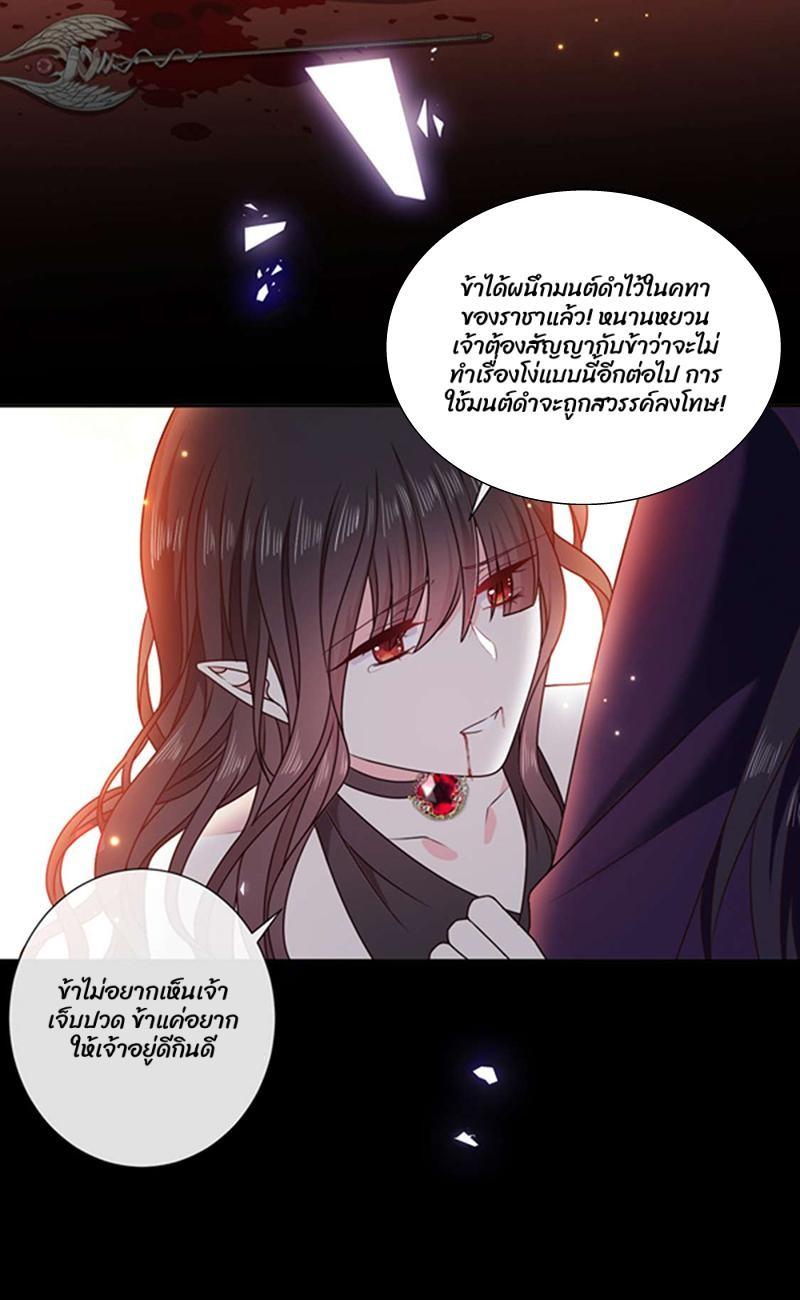 ข้าได้ผนึกมนต์ดำไว้ในคทา
ของราชาแล้ว! หนานหยวน
เจ้าต้องสัญญากับข้าว่าจะไม่
ทำเรื่องโง่แบบนี้อีกต่อไป การ
ใช้มนต์ดำจะถูกสวรรค์ลงโทษ!
ข้าไม่อยากเห็นเจ้า
เจ็บปวด ข้าแค่อยาก
ให้เจ้าอยู่ดีกินดี